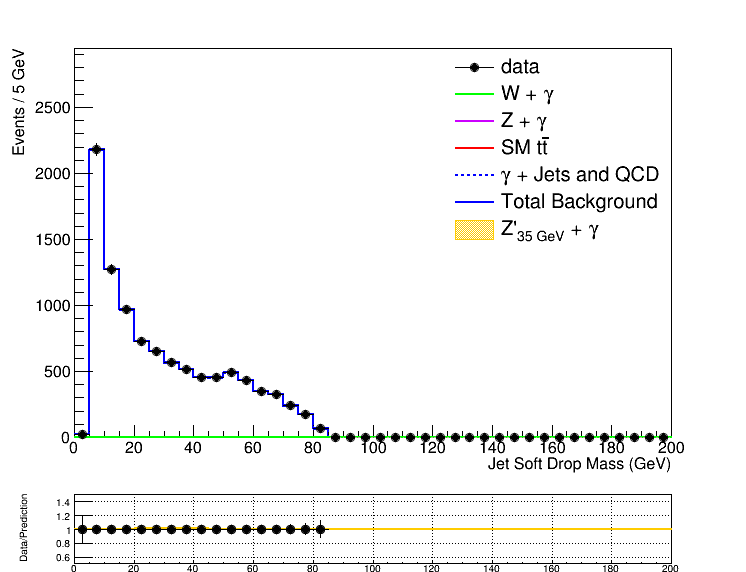 Events / 5 GeV
2500
2000
1500
1000
500
0
data
W + γ
Z + γ
SM tt̄
γ + Jets and QCD
Total Background
Z'35 GeV + γ
0 20 40 60 80 100 120 140 160 180 200
Jet Soft Drop Mass (GeV)
Data/Prediction
1.4
1.2
1
0.8
0.6
0 20 40 60 80 100 120 140 160 180 200